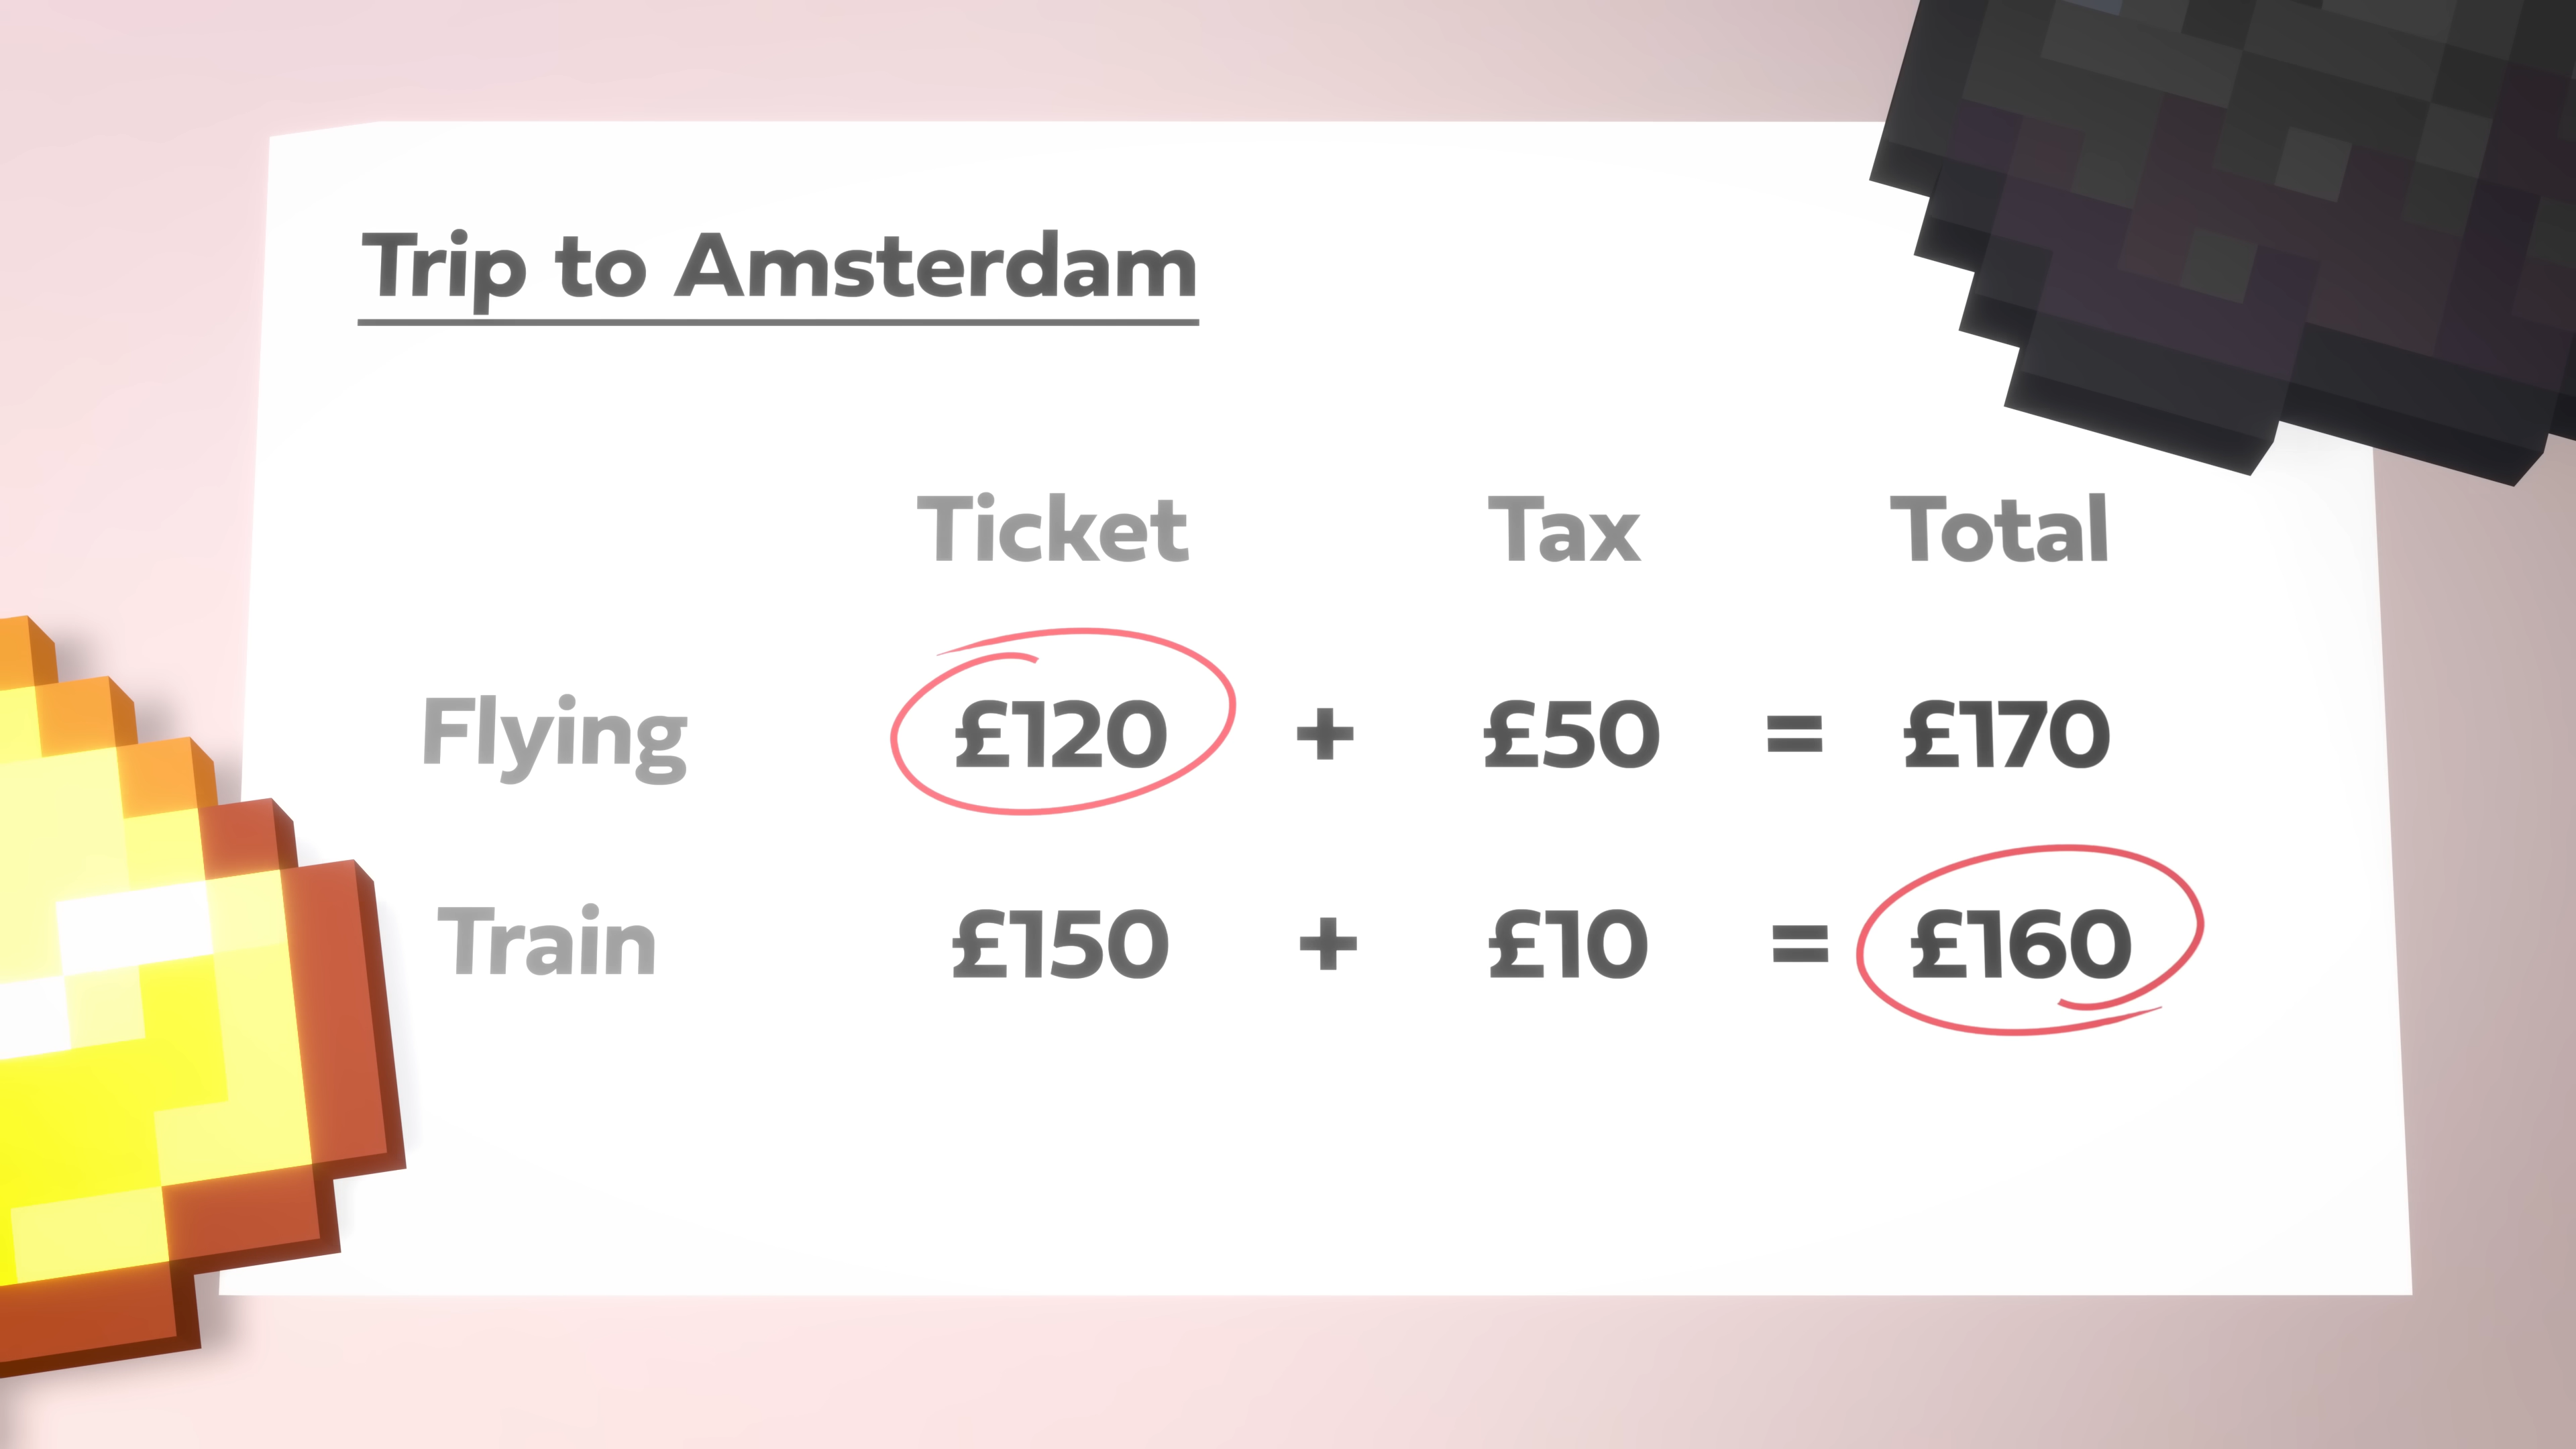 Trip to Amsterdam
Ticket Tax Total
Flying £120 + £50 = £170
Train £150 + £10 = £160